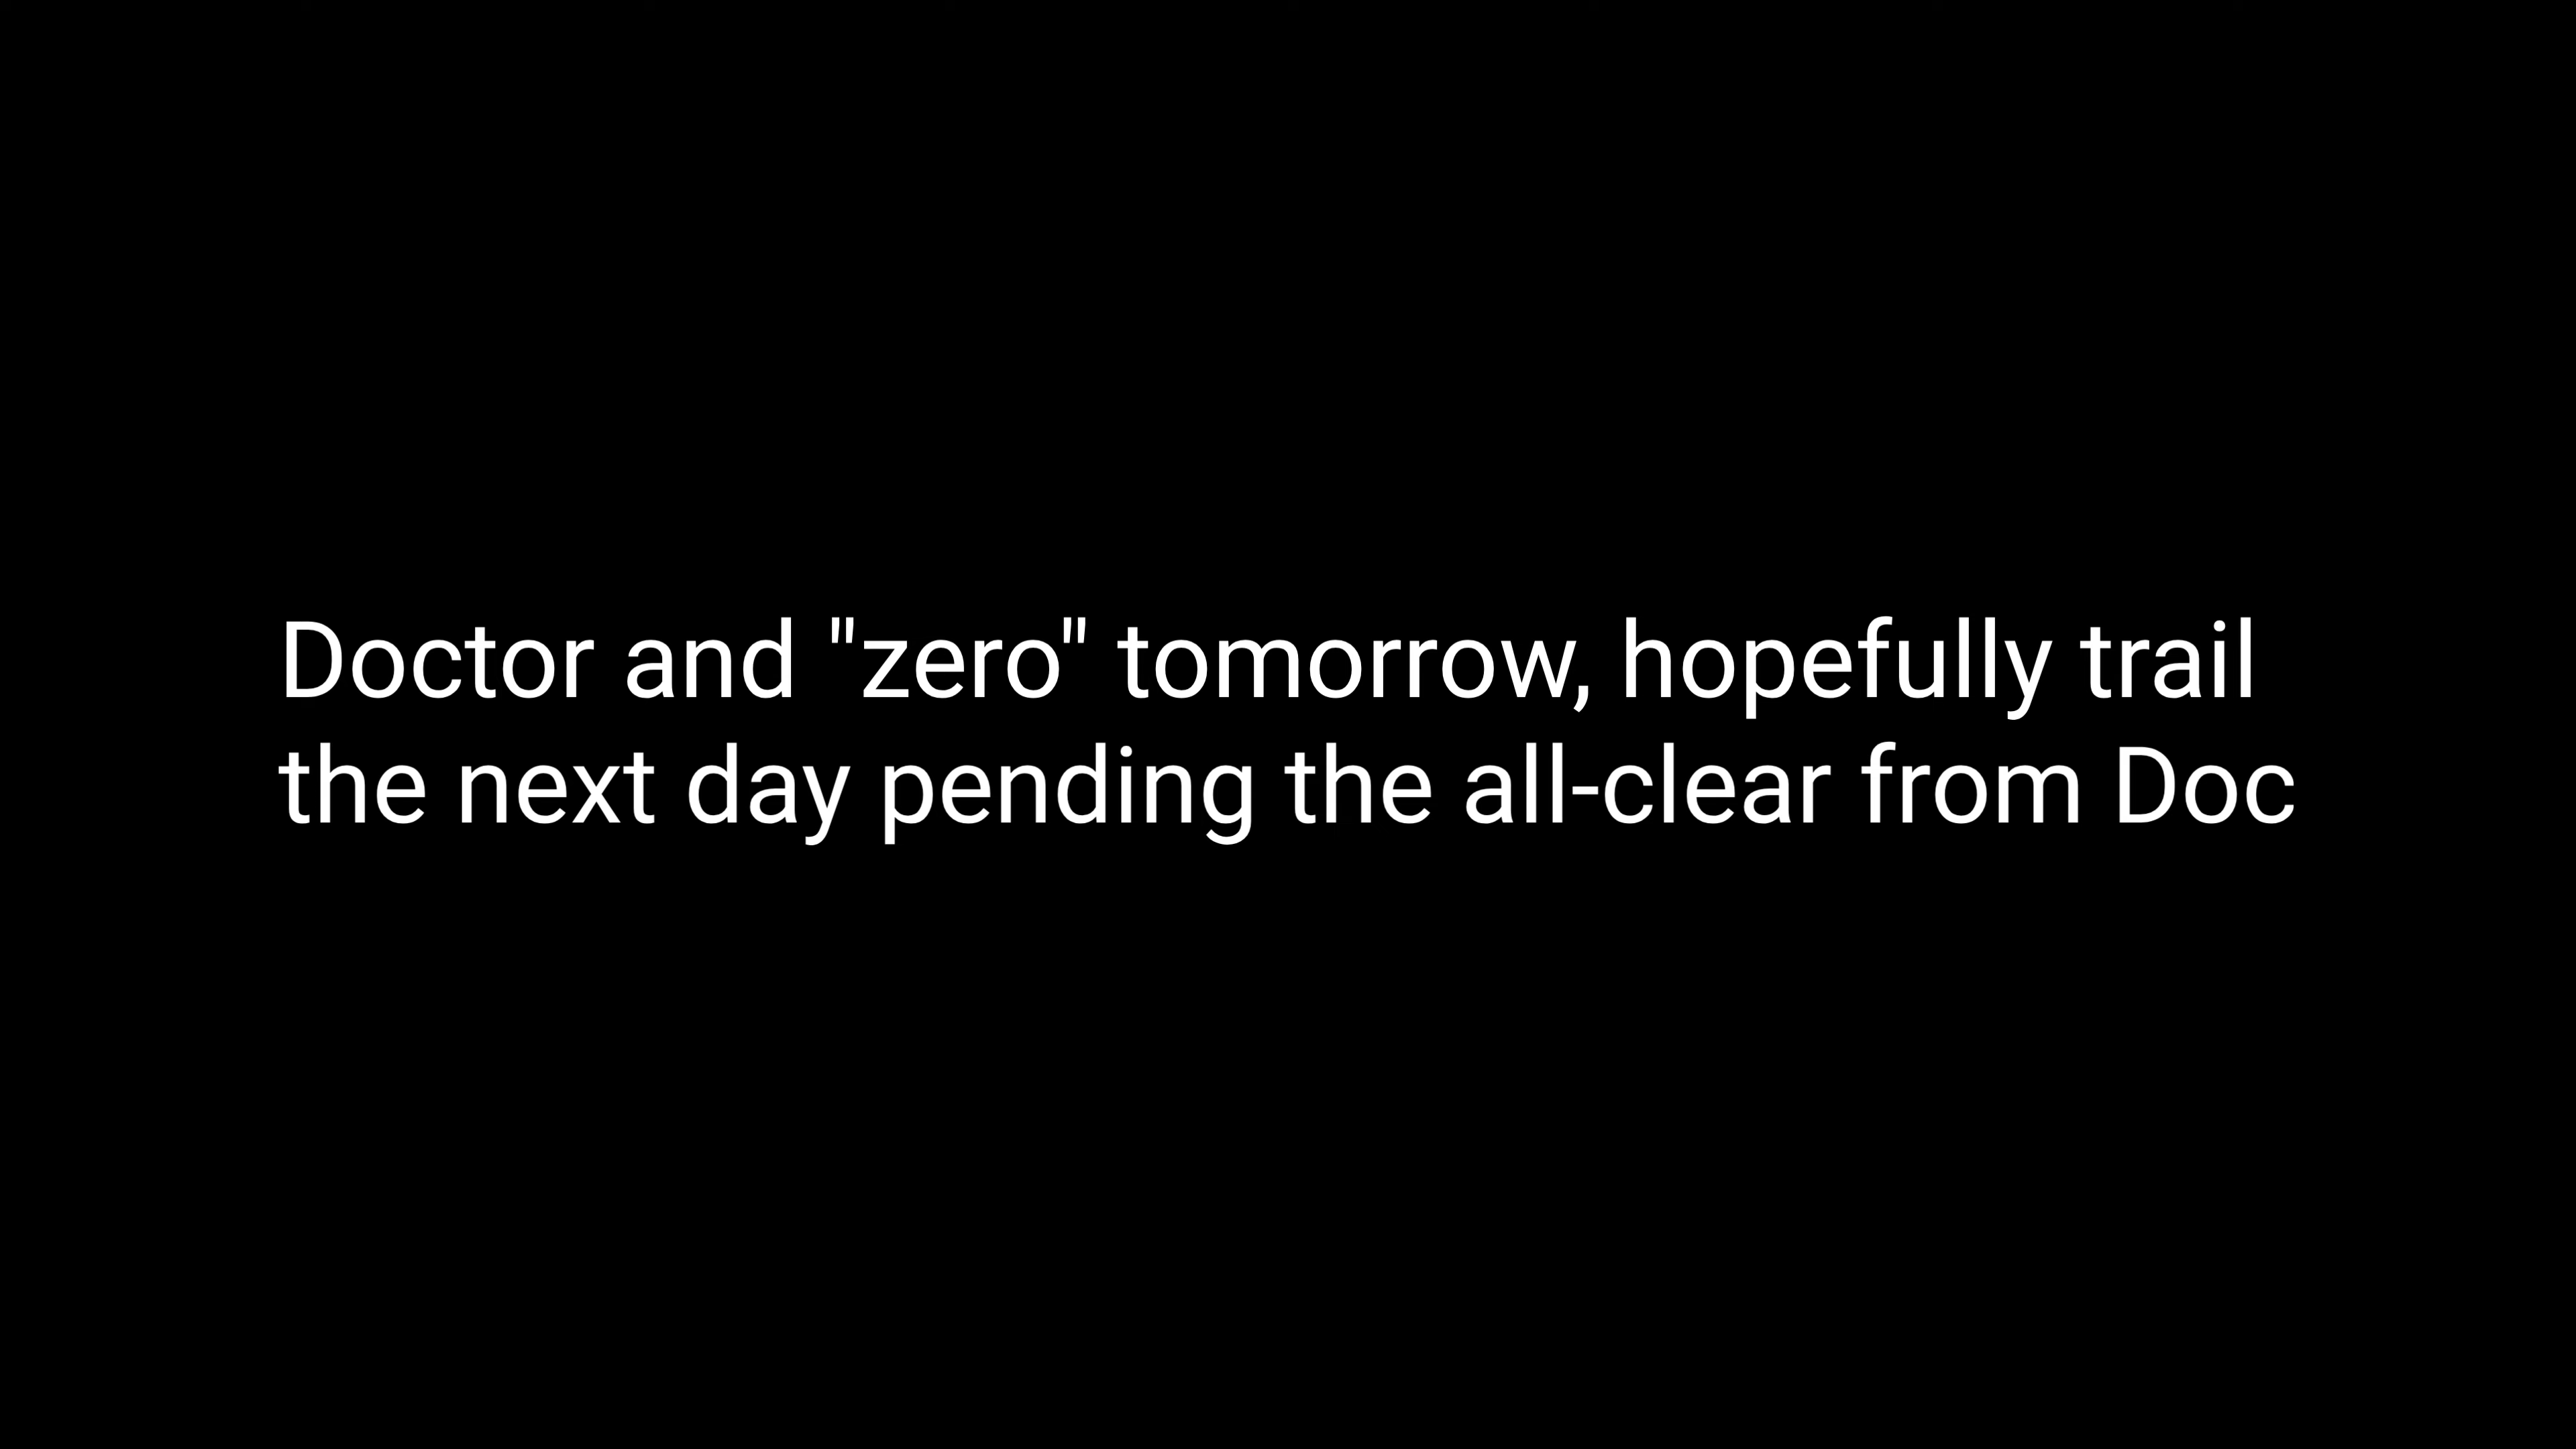 Doctor and "zero" tomorrow, hopefully trail
the next day pending the all-clear from Doc